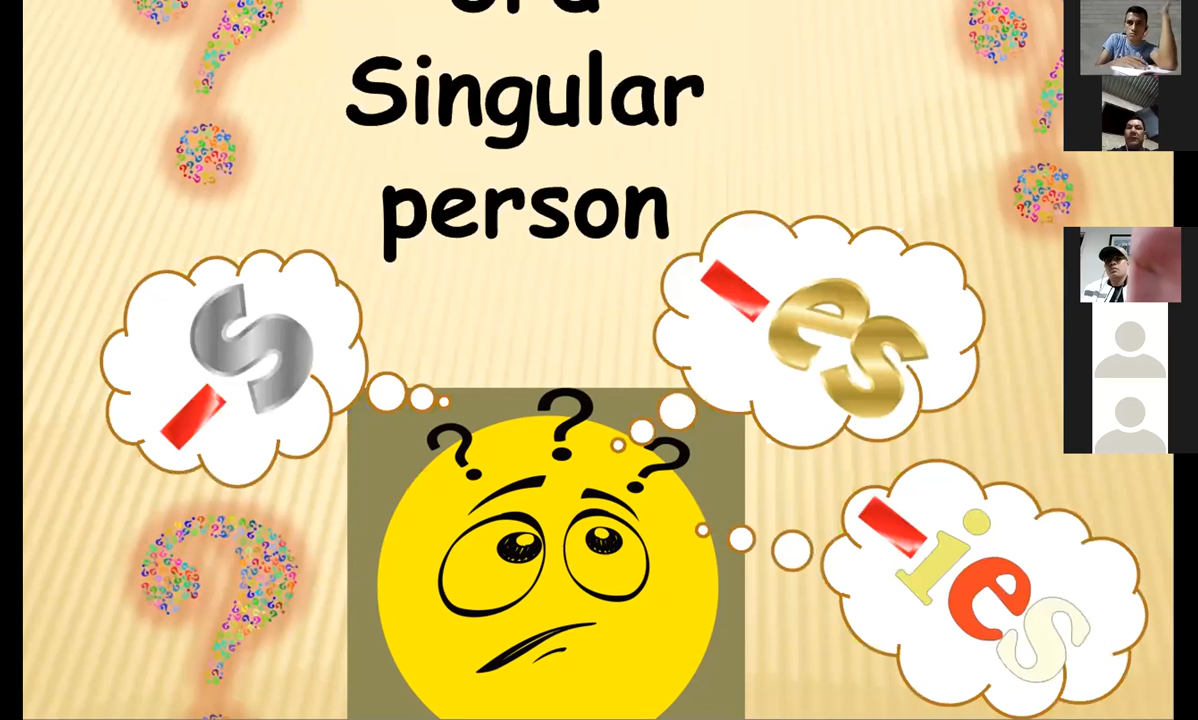 Singular
person
-s
-es
-ies
? ? ?